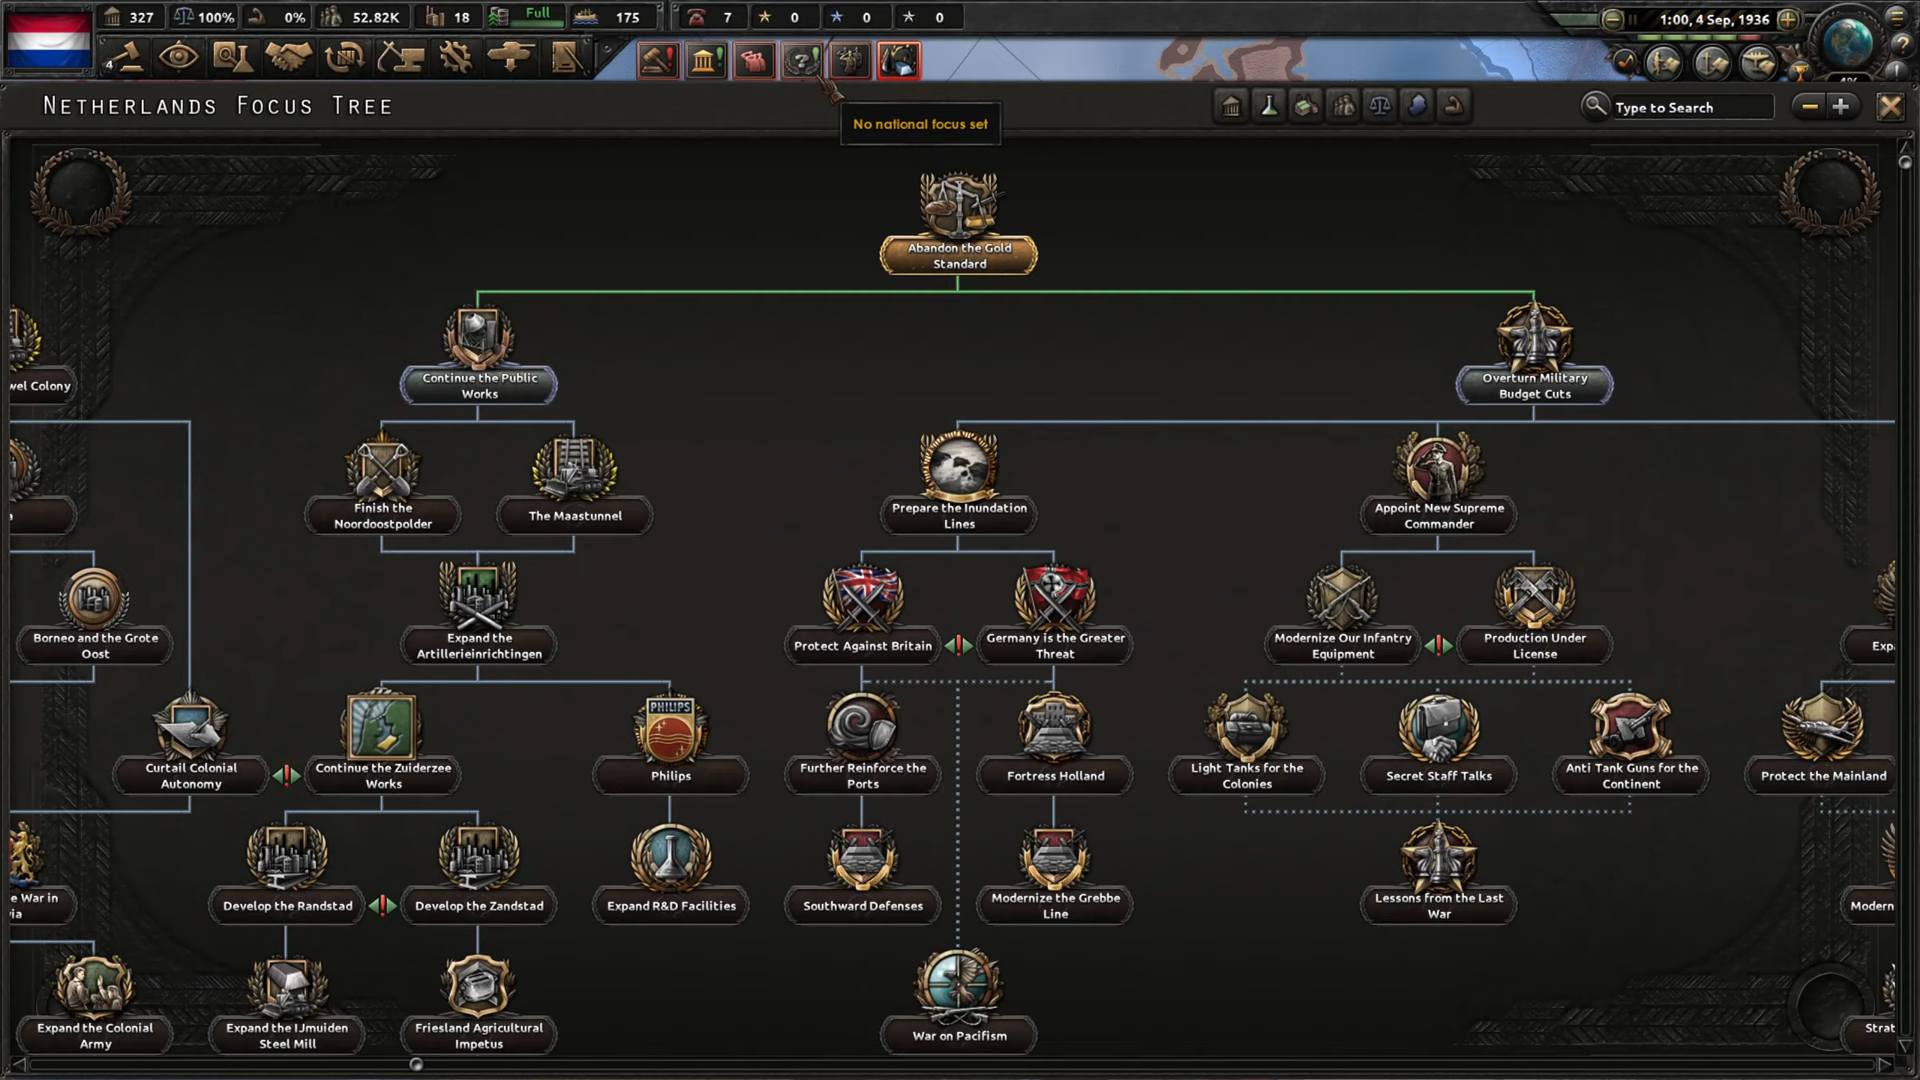 327
100%
0%
52.82K
18
Full
175
7
0
0
0
1:00, 4 Sep, 1936
4
4%
Netherlands Focus Tree
Type to Search
No national focus set
Abandon the Gold
Standard
wel Colony
Continue the Public
Works
Overturn Military
Budget Cuts
Finish the
Noordoostpolder
The Maastunnel
Prepare the Inundation
Lines
Appoint New Supreme
Commander
Borneo and the Grote
Oost
Expand the
Artillerieinrichtingen
Protect Against Britain
Germany is the Greater
Threat
Modernize Our Infantry
Equipment
Production Under
License
Exp
PHILIPS
Curtail Colonial
Autonomy
Continue the Zuiderzee
Works
Philips
Further Reinforce the
Ports
Fortress Holland
Light Tanks for the
Colonies
Secret Staff Talks
Anti Tank Guns for the
Continent
Protect the Mainland
e War in
ia
Develop the Randstad
Develop the Zandstad
Expand R&D Facilities
Southward Defenses
Modernize the Grebbe
Line
Lessons from the Last
War
Modern
Expand the Colonial
Army
Expand the IJmuiden
Steel Mill
Friesland Agricultural
Impetus
War on Pacifism
Strat